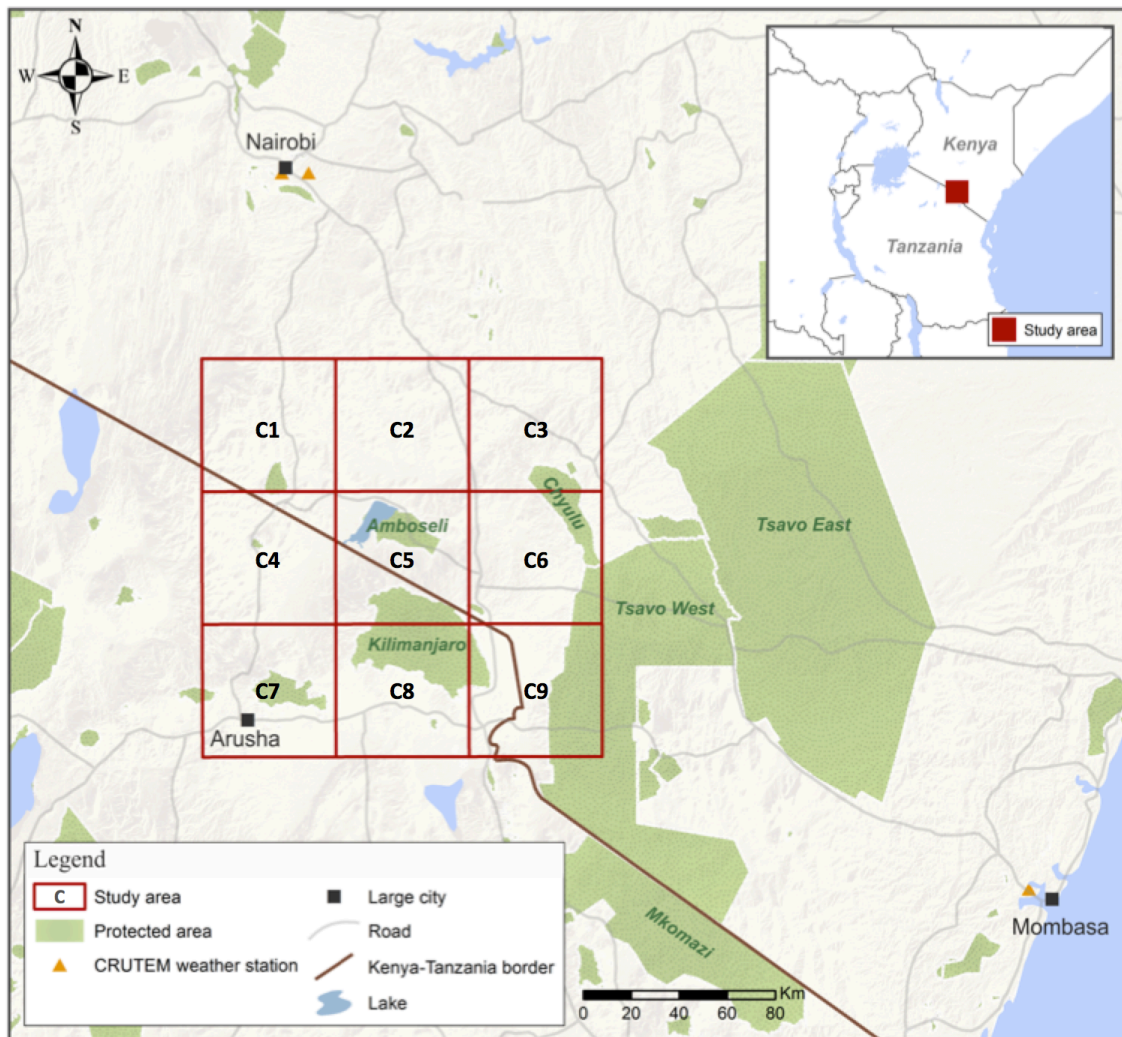 N
W
E
S
Nairobi
Kenya
Tanzania
Study area
C1
C2
C3
Chyulu
Amboseli
Tsavo East
C4
C5
C6
Tsavo West
Kilimanjaro
C7
C8
C9
Arusha
Legend
C Study area
Large city
Protected area
Road
CRUTEM weather station
Kenya-Tanzania border
Lake
Mkomazi
Mombasa
Km
0 20 40 60 80